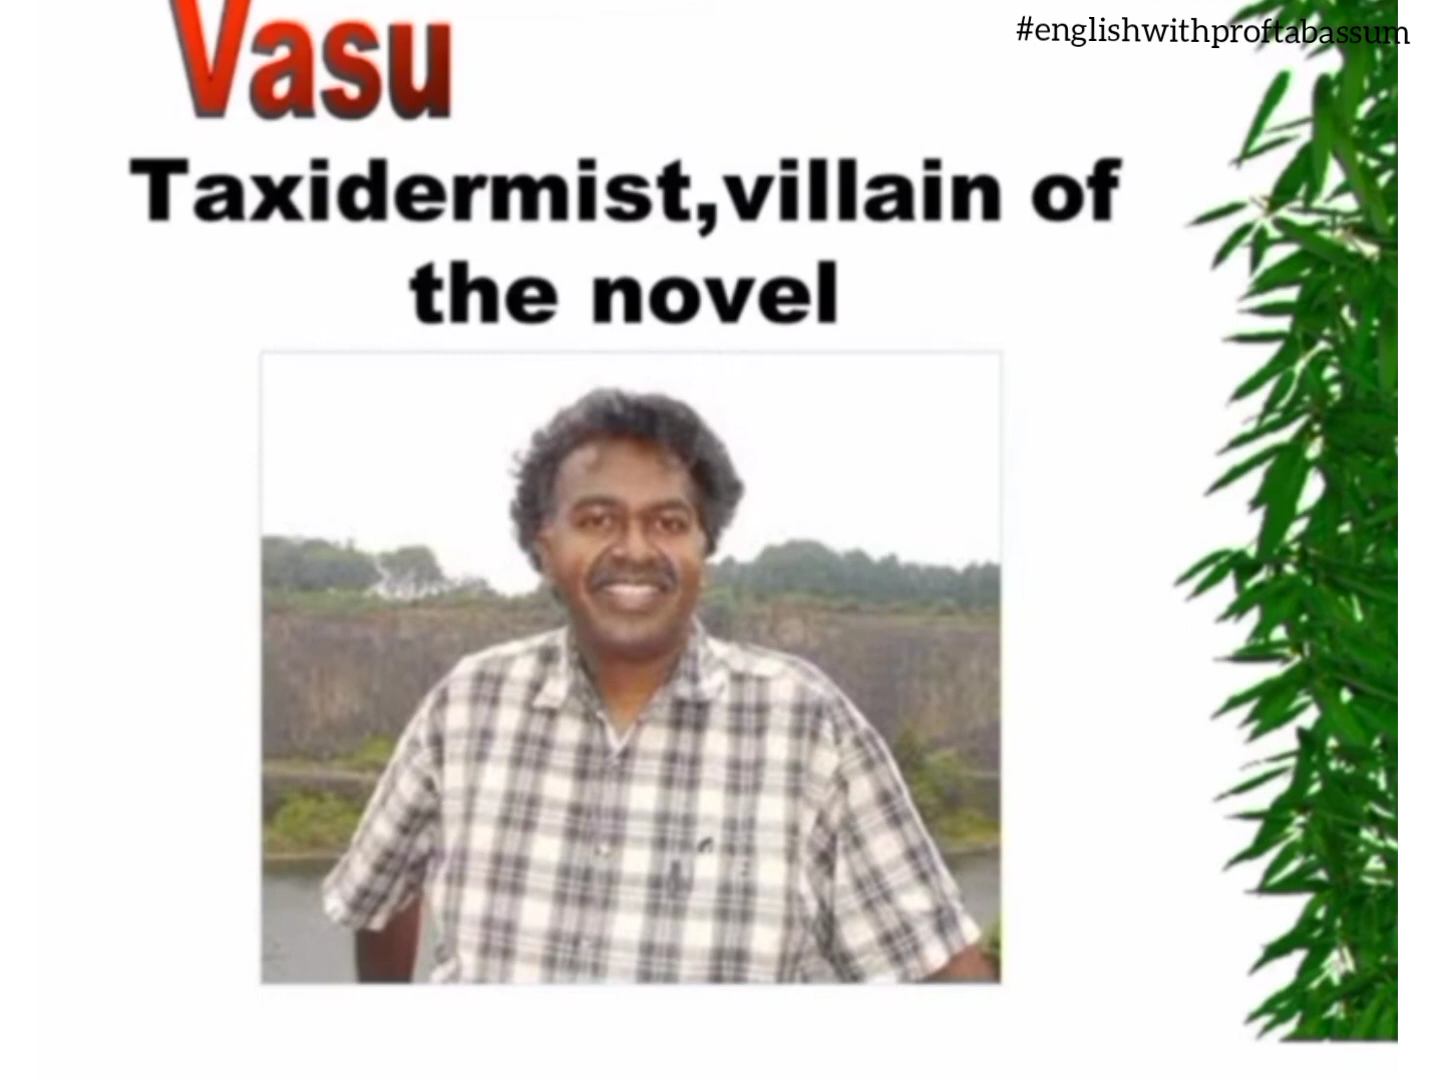 #englishwithproftabassum
Vasu
Taxidermist,villain of
the novel